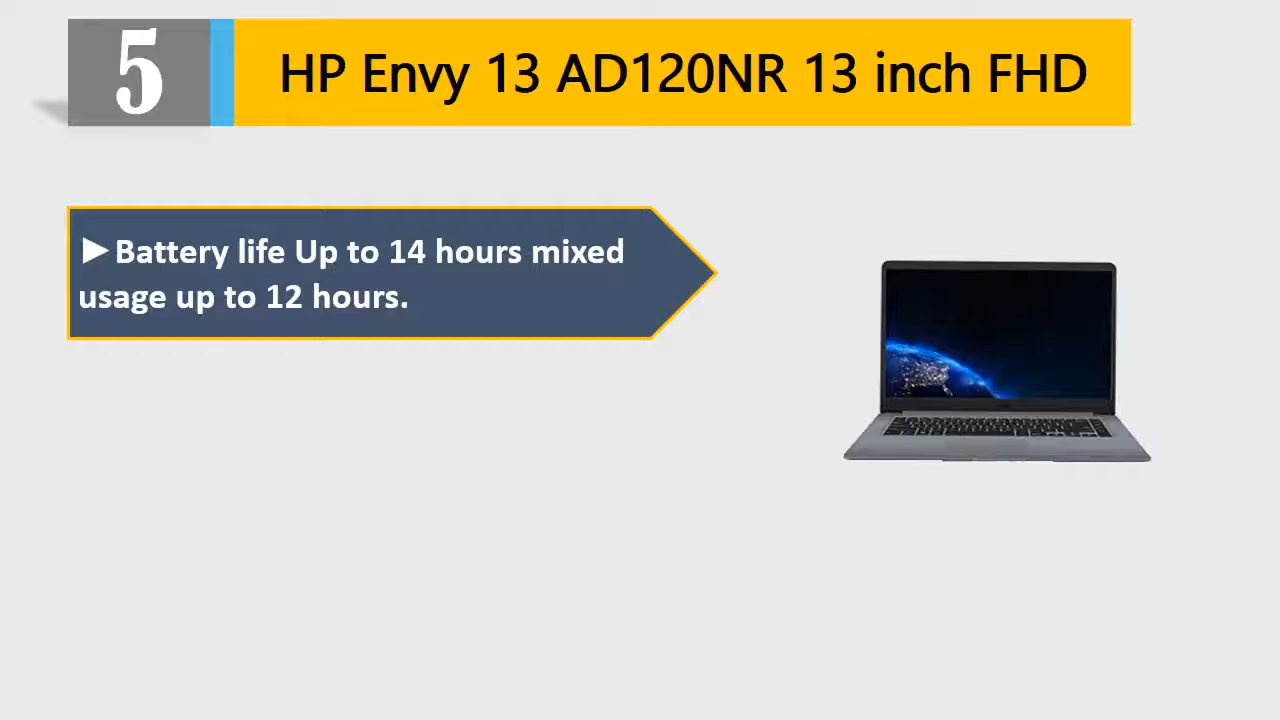 5
HP Envy 13 AD120NR 13 inch FHD
►Battery life Up to 14 hours mixed
usage up to 12 hours.